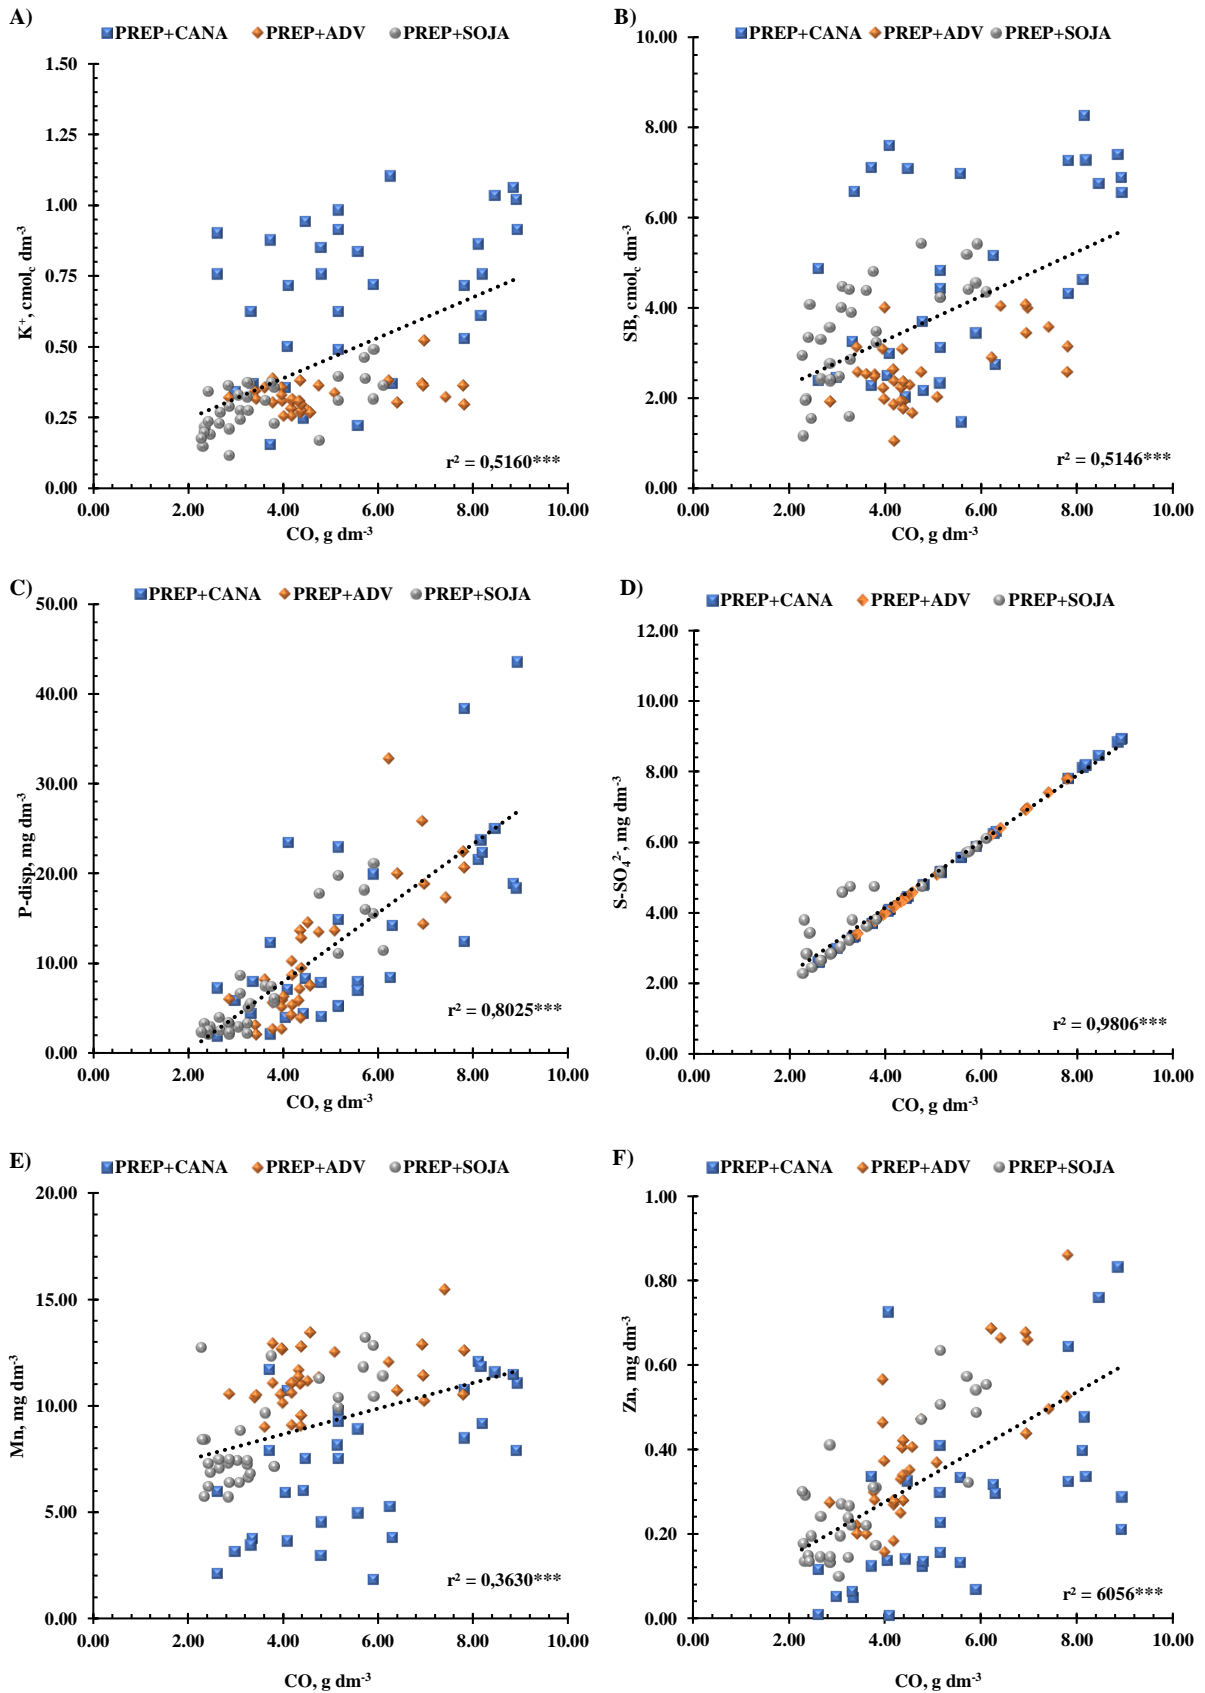 A)
PREP+CANA PREP+ADV PREP+SOJA
1.50
1.25
1.00
0.75
0.50
0.25
0.00
K⁺, cmol꜀ dm⁻³
r² = 0,5160***
0.00 2.00 4.00 6.00 8.00 10.00
CO, g dm⁻³
B)
PREP+CANA PREP+ADV PREP+SOJA
10.00
8.00
6.00
4.00
2.00
0.00
SB, cmol꜀ dm⁻³
r² = 0,5146***
0.00 2.00 4.00 6.00 8.00 10.00
CO, g dm⁻³
C)
PREP+CANA PREP+ADV PREP+SOJA
50.00
40.00
30.00
20.00
10.00
0.00
P-disp, mg dm⁻³
r² = 0,8025***
0.00 2.00 4.00 6.00 8.00 10.00
CO, g dm⁻³
D)
PREP+CANA PREP+ADV PREP+SOJA
12.00
10.00
8.00
6.00
4.00
2.00
0.00
S-SO₄²⁻, mg dm⁻³
r² = 0,9806***
0.00 2.00 4.00 6.00 8.00 10.00
CO, g dm⁻³
E)
PREP+CANA PREP+ADV PREP+SOJA
20.00
15.00
10.00
5.00
0.00
Mn, mg dm⁻³
r² = 0,3630***
0.00 2.00 4.00 6.00 8.00 10.00
CO, g dm⁻³
F)
PREP+CANA PREP+ADV PREP+SOJA
1.00
0.80
0.60
0.40
0.20
0.00
Zn, mg dm⁻³
r² = 6056***
0.00 2.00 4.00 6.00 8.00 10.00
CO, g dm⁻³